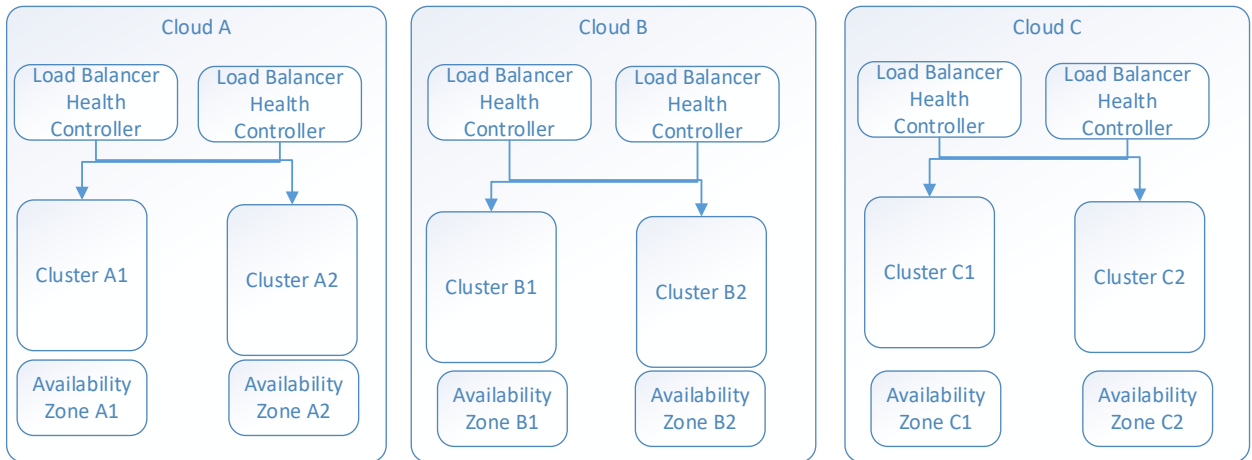 Cloud A
Load Balancer
Health
Controller
Load Balancer
Health
Controller
Cluster A1
Cluster A2
Availability
Zone A1
Availability
Zone A2
Cloud B
Load Balancer
Health
Controller
Load Balancer
Health
Controller
Cluster B1
Cluster B2
Availability
Zone B1
Availability
Zone B2
Cloud C
Load Balancer
Health
Controller
Load Balancer
Health
Controller
Cluster C1
Cluster C2
Availability
Zone C1
Availability
Zone C2